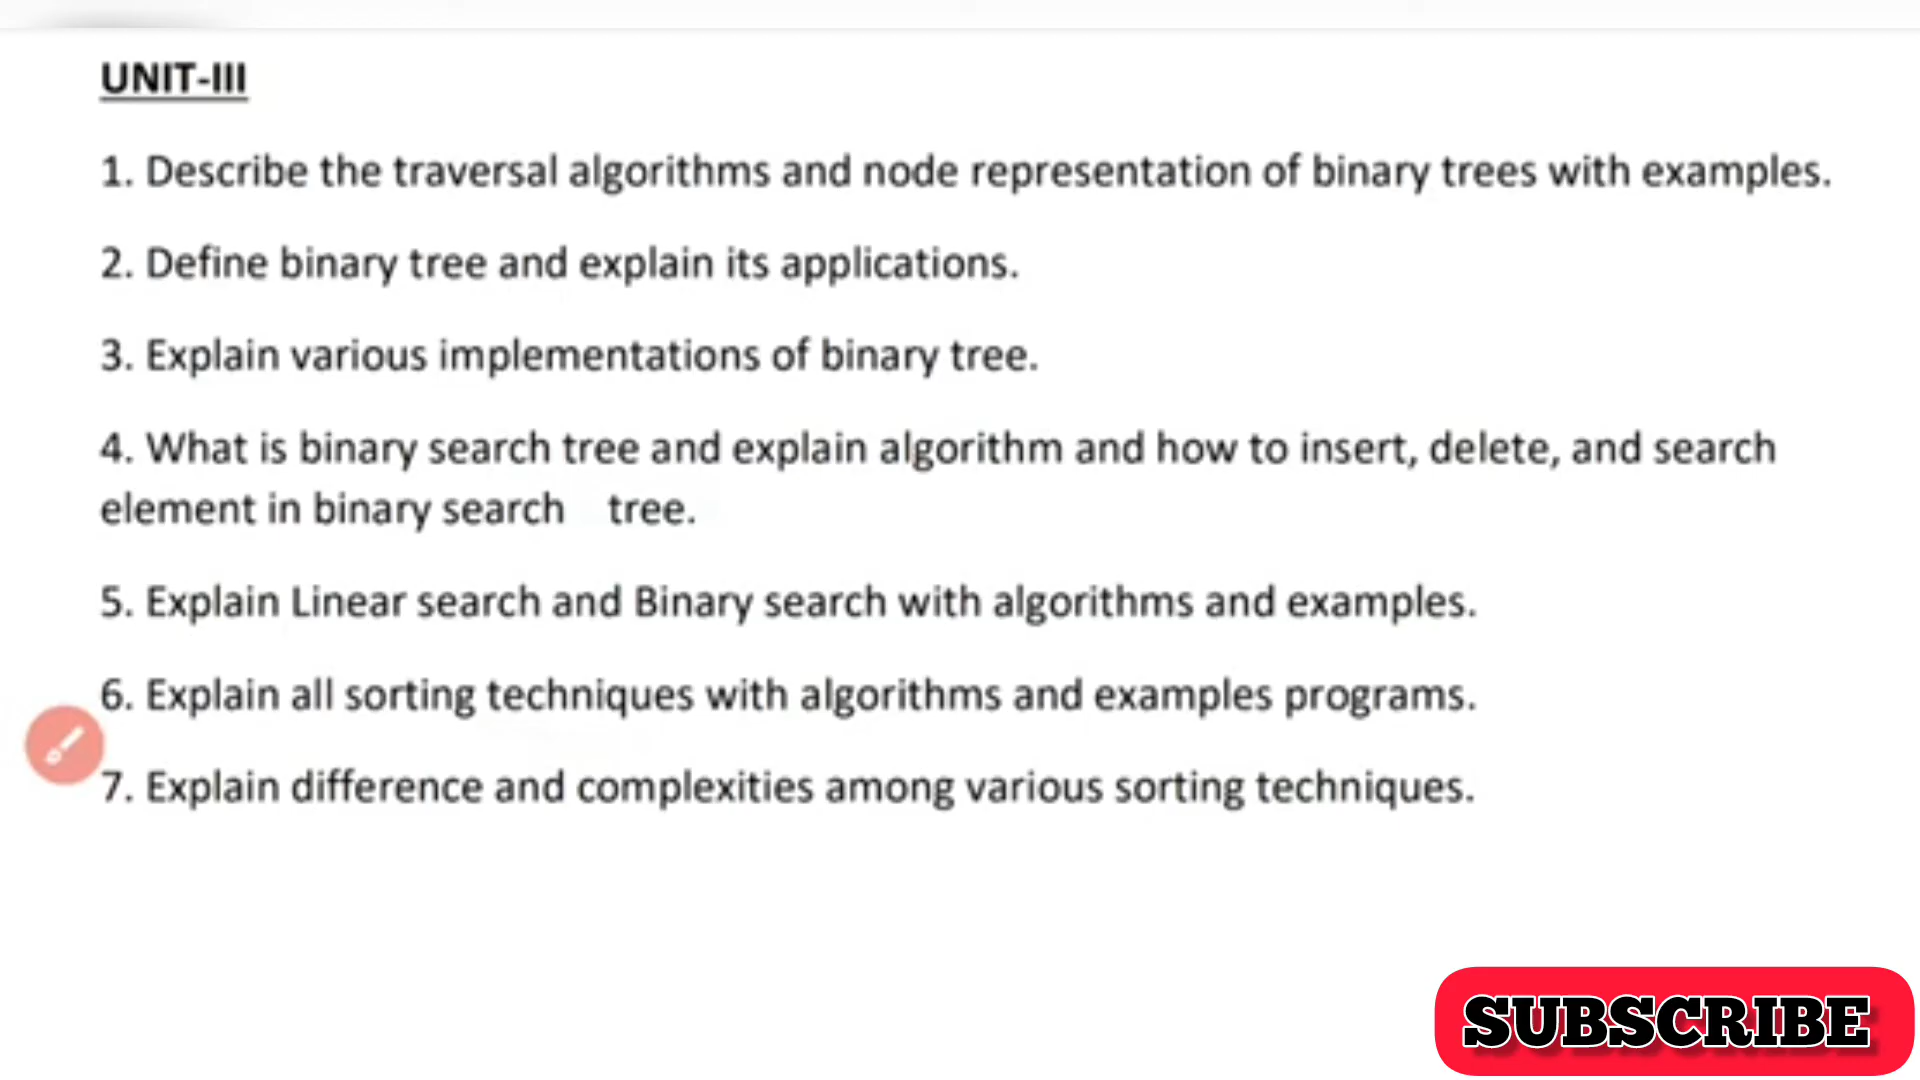 UNIT-III
1. Describe the traversal algorithms and node representation of binary trees with examples.
2. Define binary tree and explain its applications.
3. Explain various implementations of binary tree.
4. What is binary search tree and explain algorithm and how to insert, delete, and search
element in binary search tree.
5. Explain Linear search and Binary search with algorithms and examples.
6. Explain all sorting techniques with algorithms and examples programs.
7. Explain difference and complexities among various sorting techniques.
SUBSCRIBE